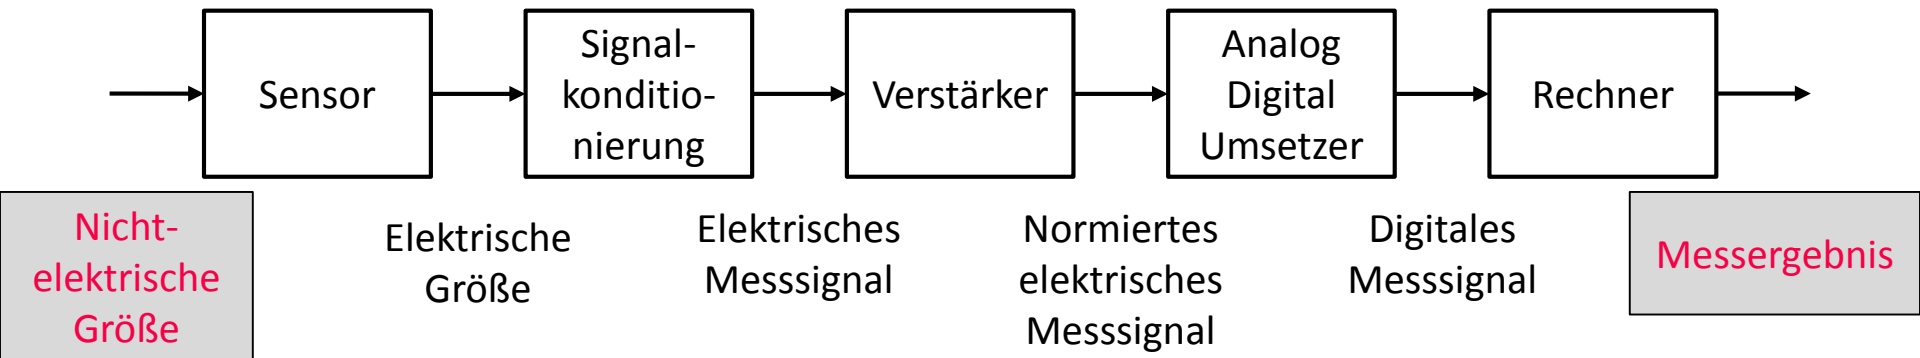 Sensor
Signal-
konditio-
nierung
Verstärker
Analog
Digital
Umsetzer
Rechner
Nicht-
elektrische
Größe
Elektrische
Größe
Elektrisches
Messsignal
Normiertes
elektrisches
Messsignal
Digitales
Messsignal
Messergebnis